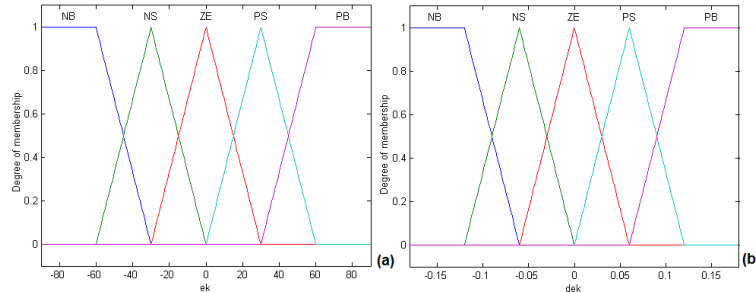 NB NS ZE PS PB
1
0.8
0.6
0.4
0.2
0
Degree of membership
-80 -60 -40 -20 0 20 40 60 80
ek
(a)
NB NS ZE PS PB
1
0.8
0.6
0.4
0.2
0
Degree of membership
-0.15 -0.1 -0.05 0 0.05 0.1 0.15
dek
(b